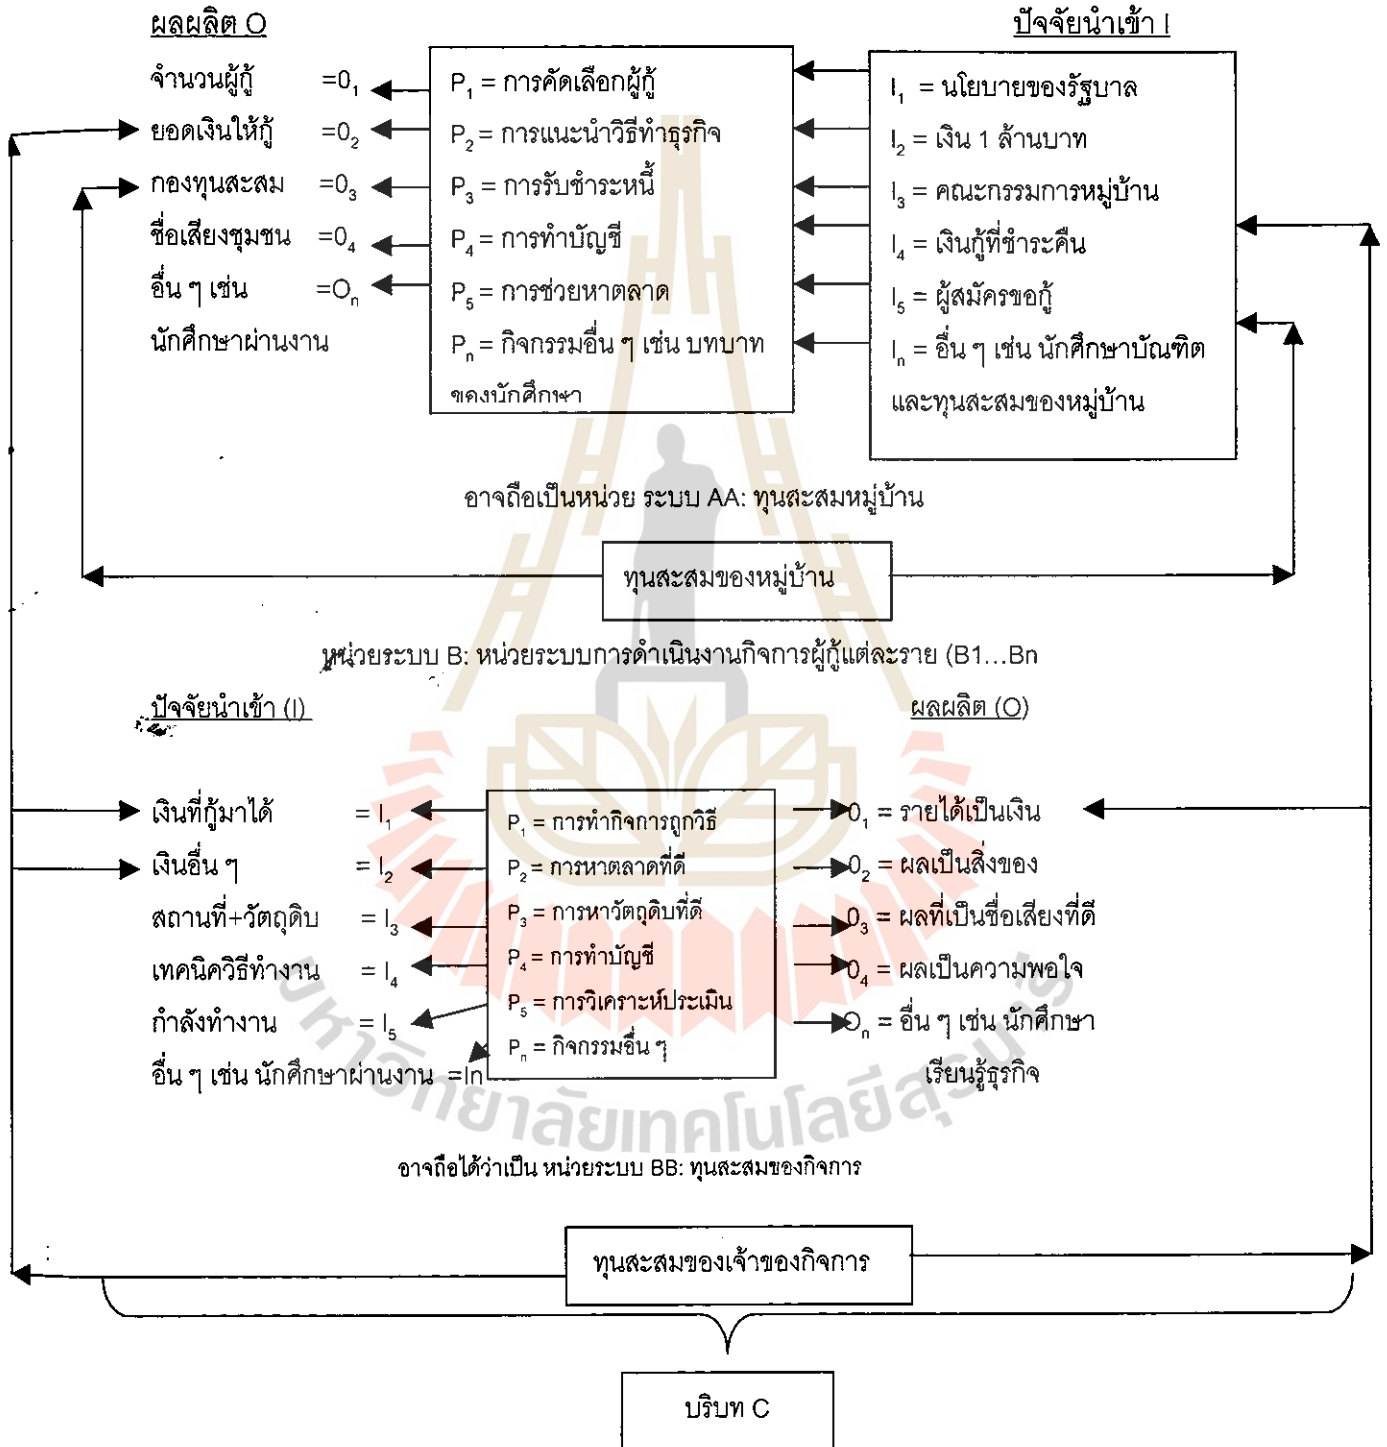 ผลผลิต O
ปัจจัยนำเข้า I
จำนวนผู้กู้ =0₁
ยอดเงินให้กู้ =0₂
กองทุนสะสม =0₃
ชื่อเสียงชุมชน =0₄
อื่น ๆ เช่น =Oₙ
นักศึกษาผ่านงาน
P₁ = การคัดเลือกผู้กู้
P₂ = การแนะนำวิธีทำธุรกิจ
P₃ = การรับชำระหนี้
P₄ = การทำบัญชี
P₅ = การช่วยหาตลาด
Pₙ = กิจกรรมอื่น ๆ เช่น บทบาท
ของนักศึกษา
I₁ = นโยบายของรัฐบาล
I₂ = เงิน 1 ล้านบาท
I₃ = คณะกรรมการหมู่บ้าน
I₄ = เงินกู้ที่ชำระคืน
I₅ = ผู้สมัครขอกู้
Iₙ = อื่น ๆ เช่น นักศึกษาบัณฑิต
และทุนสะสมของหมู่บ้าน
อาจถือเป็นหน่วย ระบบ AA: ทุนสะสมหมู่บ้าน
ทุนสะสมของหมู่บ้าน
หน่วยระบบ B: หน่วยระบบการดำเนินงานกิจการผู้กู้แต่ละราย (B1...Bn
ปัจจัยนำเข้า (I)
ผลผลิต (O)
เงินที่กู้มาได้ = I₁
เงินอื่น ๆ = I₂
สถานที่+วัตถุดิบ = I₃
เทคนิควิธีทำงาน = I₄
กำลังทำงาน = I₅
อื่น ๆ เช่น นักศึกษาผ่านงาน =In
P₁ = การทำกิจการถูกวิธี
P₂ = การหาตลาดที่ดี
P₃ = การหาวัตถุดิบที่ดี
P₄ = การทำบัญชี
P₅ = การวิเคราะห์ประเมิน
Pₙ = กิจกรรมอื่น ๆ
0₁ = รายได้เป็นเงิน
0₂ = ผลเป็นสิ่งของ
0₃ = ผลที่เป็นชื่อเสียงที่ดี
0₄ = ผลเป็นความพอใจ
Oₙ = อื่น ๆ เช่น นักศึกษา
เรียนรู้ธุรกิจ
มหาวิทยาลัยเทคโนโลยีสุรนารี
อาจถือได้ว่าเป็น หน่วยระบบ BB: ทุนสะสมของกิจการ
ทุนสะสมของเจ้าของกิจการ
บริบท C